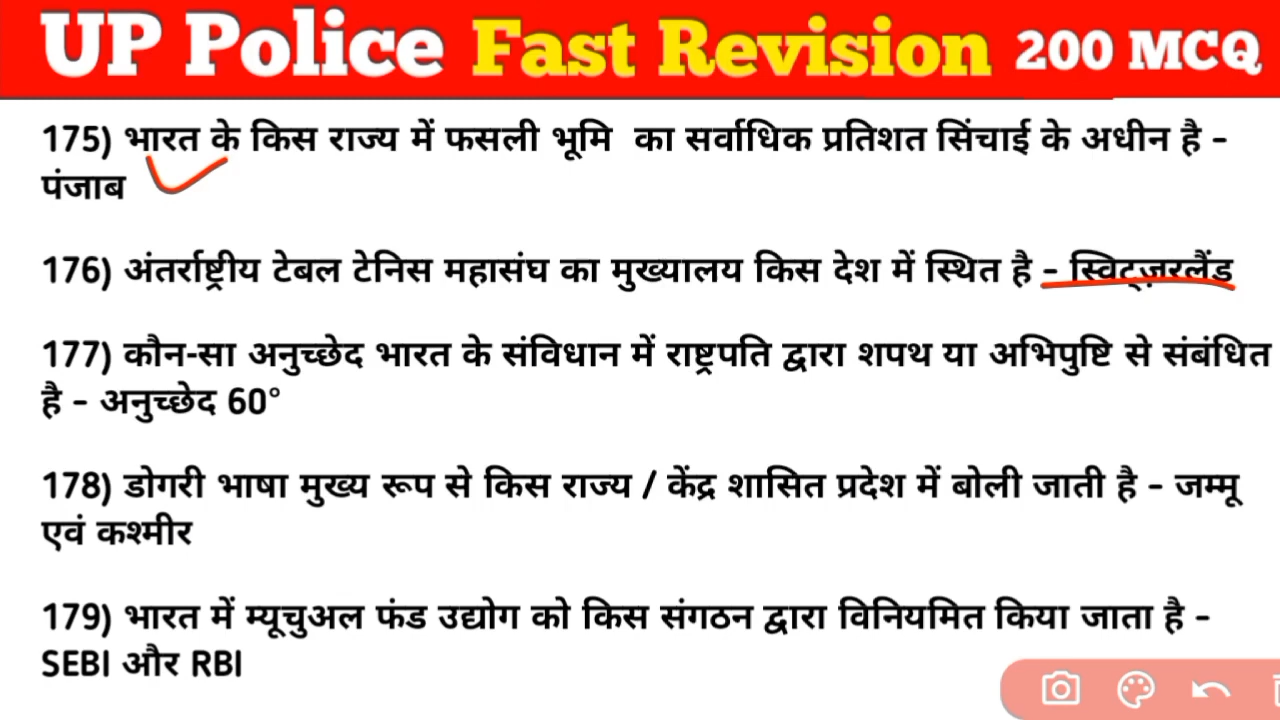 UP Police Fast Revision 200 MCQ
175) भारत के किस राज्य में फसली भूमि का सर्वाधिक प्रतिशत सिंचाई के अधीन है –
पंजाब
176) अंतर्राष्ट्रीय टेबल टेनिस महासंघ का मुख्यालय किस देश में स्थित है – स्विट्ज़रलैंड
177) कौन-सा अनुच्छेद भारत के संविधान में राष्ट्रपति द्वारा शपथ या अभिपुष्टि से संबंधित
है – अनुच्छेद 60°
178) डोगरी भाषा मुख्य रूप से किस राज्य / केंद्र शासित प्रदेश में बोली जाती है – जम्मू
एवं कश्मीर
179) भारत में म्यूचुअल फंड उद्योग को किस संगठन द्वारा विनियमित किया जाता है –
SEBI और RBI